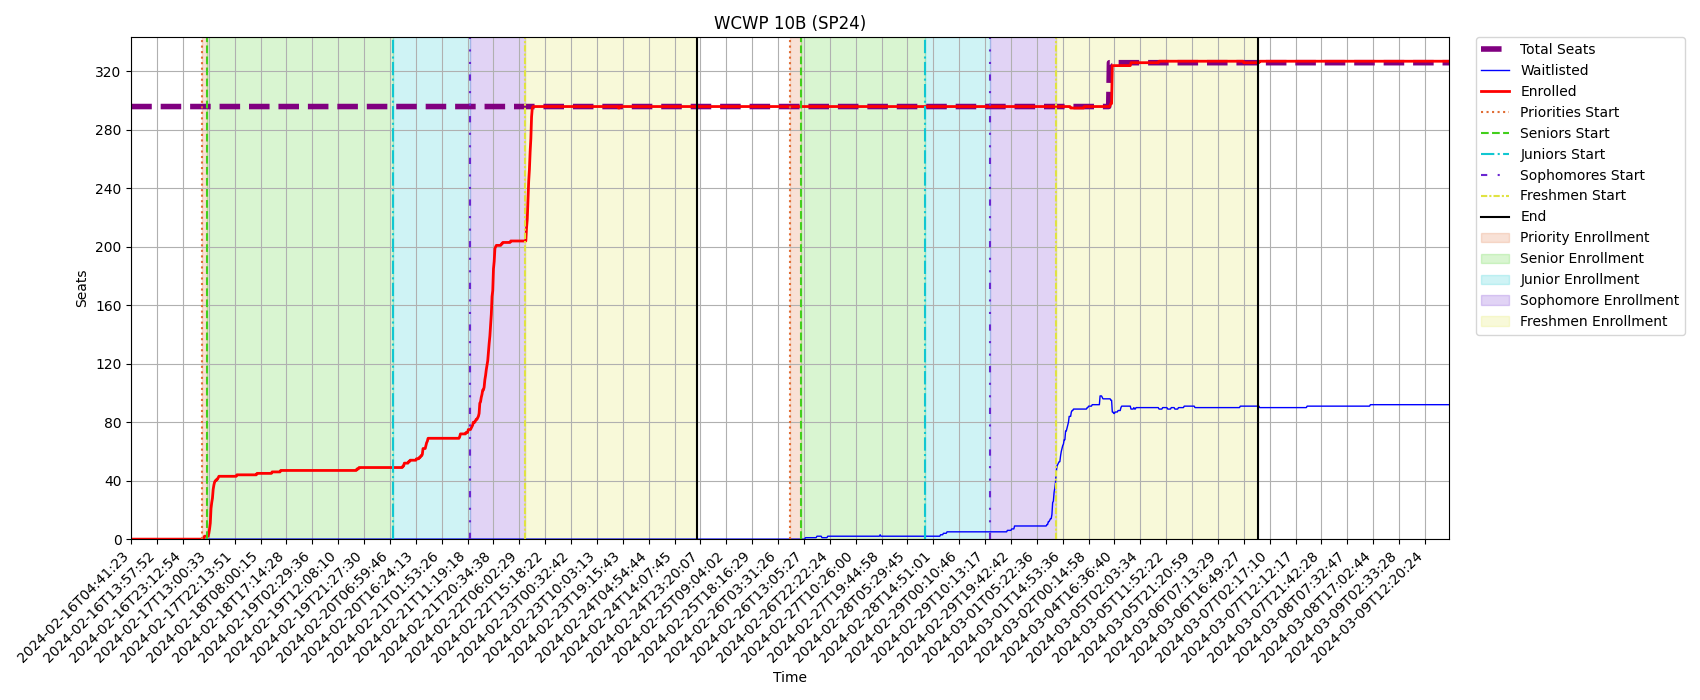 WCWP 10B (SP24)
Seats
320
280
240
200
160
120
80
40
0
2024-02-16T04:41:23
2024-02-16T13:57:52
2024-02-16T23:12:54
2024-02-17T13:00:33
2024-02-17T22:13:51
2024-02-18T08:00:15
2024-02-18T17:14:28
2024-02-19T02:29:36
2024-02-19T12:08:10
2024-02-19T21:27:30
2024-02-20T06:59:46
2024-02-20T16:24:13
2024-02-21T01:53:26
2024-02-21T11:19:18
2024-02-21T20:34:38
2024-02-22T06:02:29
2024-02-22T15:18:22
2024-02-23T00:32:42
2024-02-23T10:03:13
2024-02-23T19:15:43
2024-02-24T04:54:44
2024-02-24T14:07:45
2024-02-24T23:20:07
2024-02-25T09:04:02
2024-02-25T18:16:29
2024-02-26T03:31:26
2024-02-26T13:05:27
2024-02-26T22:22:24
2024-02-27T10:26:00
2024-02-27T19:44:58
2024-02-28T05:29:45
2024-02-28T14:51:01
2024-02-29T00:10:46
2024-02-29T10:13:17
2024-02-29T19:42:42
2024-03-01T05:22:36
2024-03-01T14:53:36
2024-03-04T00:14:58
2024-03-04T16:36:40
2024-03-05T02:03:34
2024-03-05T11:52:22
2024-03-05T21:20:59
2024-03-06T07:13:29
2024-03-06T16:49:27
2024-03-07T02:17:10
2024-03-07T12:12:17
2024-03-07T21:42:28
2024-03-08T07:32:47
2024-03-08T17:02:44
2024-03-09T02:33:28
2024-03-09T12:20:24
Time
Total Seats
Waitlisted
Enrolled
Priorities Start
Seniors Start
Juniors Start
Sophomores Start
Freshmen Start
End
Priority Enrollment
Senior Enrollment
Junior Enrollment
Sophomore Enrollment
Freshmen Enrollment